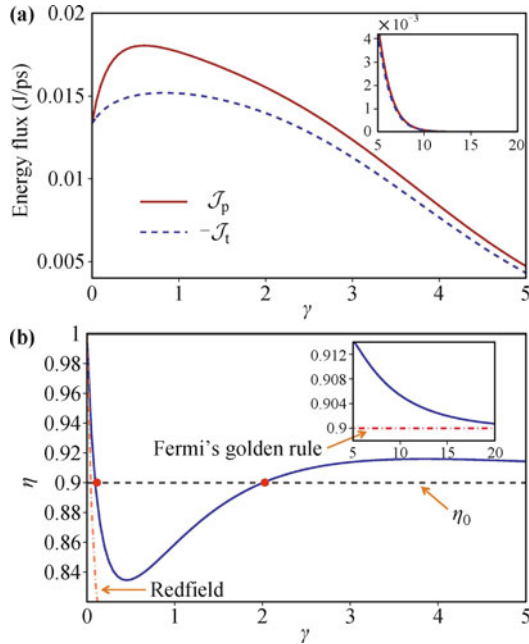 (a)
0.02
0.015
0.01
0.005
Energy flux (J/ps)
×10⁻³
4
3
2
1
0
5 10 15 20
𝒥p
−𝒥t
0 1 2 3 4 5
γ
(b)
1
0.98
0.96
0.94
0.92
0.9
0.88
0.86
0.84
η
0.912
0.908
0.904
0.9
5 10 15 20
Fermi's golden rule
η₀
Redfield
0 1 2 3 4 5
γ